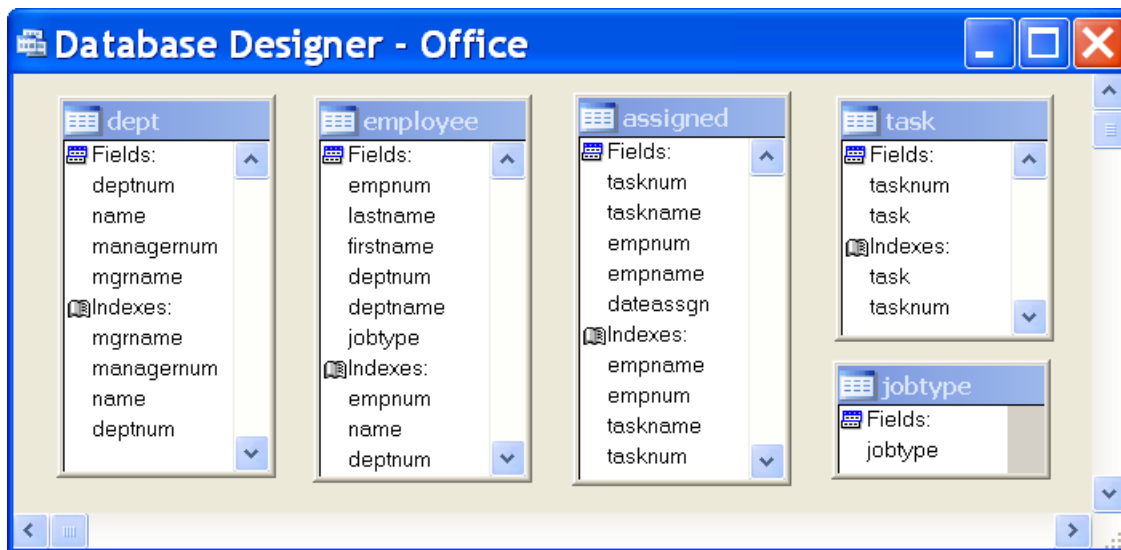 Database Designer - Office
dept
Fields:
deptnum
name
managernum
mgrname
Indexes:
mgrname
managernum
name
deptnum
employee
Fields:
empnum
lastname
firstname
deptnum
deptname
jobtype
Indexes:
empnum
name
deptnum
assigned
Fields:
tasknum
taskname
empnum
empname
dateassgn
Indexes:
empname
empnum
taskname
tasknum
task
Fields:
tasknum
task
Indexes:
task
tasknum
jobtype
Fields:
jobtype